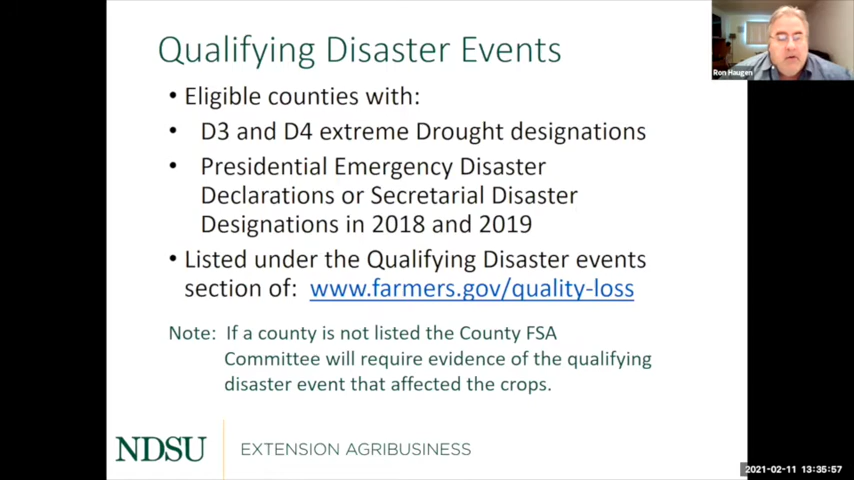 Qualifying Disaster Events
• Eligible counties with:
• D3 and D4 extreme Drought designations
• Presidential Emergency Disaster
Declarations or Secretarial Disaster
Designations in 2018 and 2019
• Listed under the Qualifying Disaster events
section of: www.farmers.gov/quality-loss
Note: If a county is not listed the County FSA
Committee will require evidence of the qualifying
disaster event that affected the crops.
NDSU EXTENSION AGRIBUSINESS
Ron Haugen
2021-02-11 13:35:57